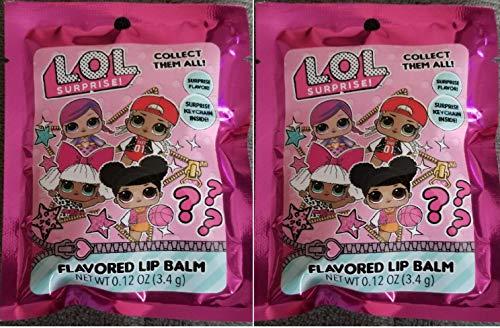 L.O.L.
SURPRISE!
COLLECT
THEM ALL!
SURPRISE
FLAVOR!
SURPRISE
KEYCHAIN
INSIDE!
? ? ?
FLAVORED LIP BALM
NET WT 0.12 OZ (3.4 g)
L.O.L.
SURPRISE!
COLLECT
THEM ALL!
SURPRISE
FLAVOR!
SURPRISE
KEYCHAIN
INSIDE!
? ? ?
FLAVORED LIP BALM
NET WT 0.12 OZ (3.4 g)